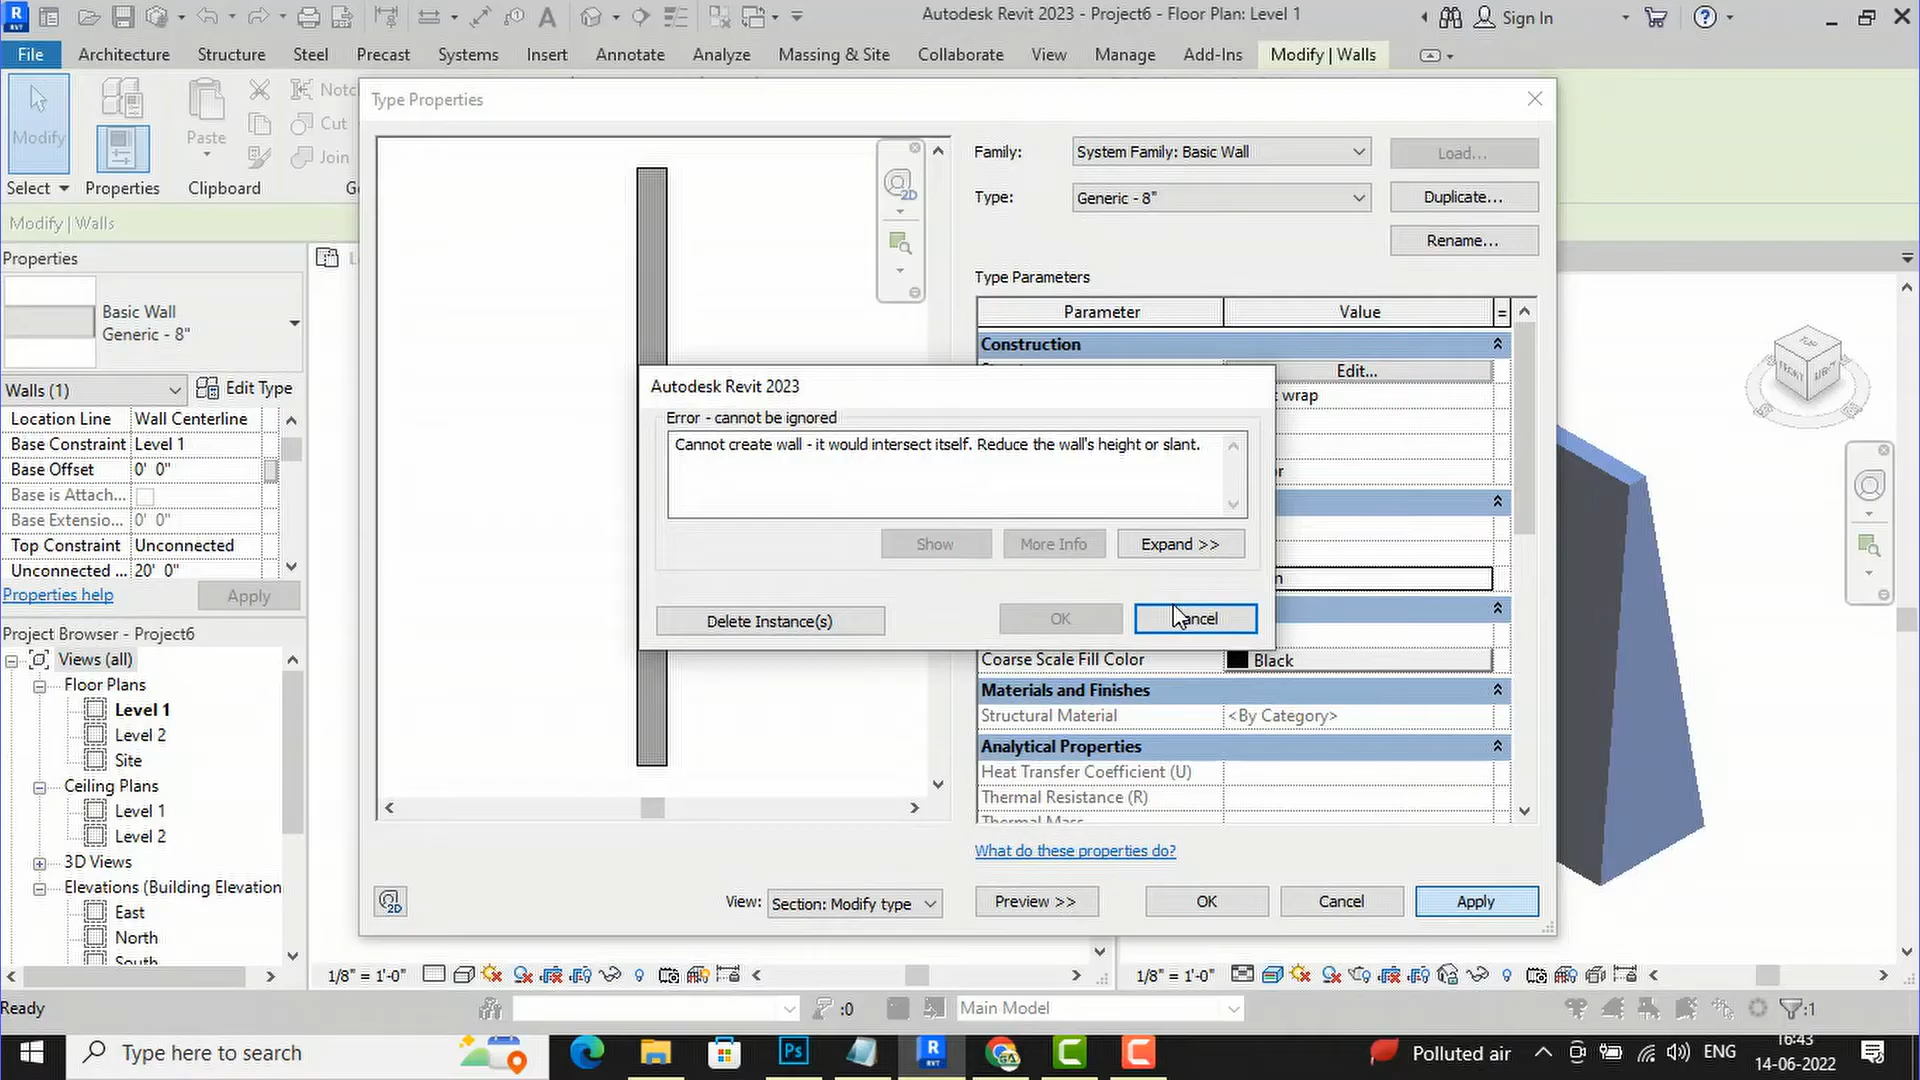 Autodesk Revit 2023 - Project6 - Floor Plan: Level 1
Sign In
File
Architecture
Structure
Steel
Precast
Systems
Insert
Annotate
Analyze
Massing & Site
Collaborate
View
Manage
Add-Ins
Modify | Walls
Modify
Paste
Cut
Join
Select
Properties
Clipboard
Modify | Walls
Type Properties
Family:
System Family: Basic Wall
Load...
Type:
Generic - 8"
Duplicate...
Rename...
Type Parameters
Parameter
Value
=
Construction
Edit...
wrap
Properties
Basic Wall
Generic - 8"
Walls (1)
Edit Type
Location Line
Wall Centerline
Base Constraint
Level 1
Base Offset
0' 0"
Base is Attach...
Base Extensio...
0' 0"
Top Constraint
Unconnected
Unconnected ...
20' 0"
Properties help
Apply
Autodesk Revit 2023
Error - cannot be ignored
Cannot create wall - it would intersect itself. Reduce the wall's height or slant.
Show
More Info
Expand >>
Delete Instance(s)
OK
Coarse Scale Fill Color
Black
Materials and Finishes
Structural Material
<By Category>
Analytical Properties
Heat Transfer Coefficient (U)
Thermal Resistance (R)
Thermal Mass
What do these properties do?
2D
View:
Section: Modify type
Preview >>
OK
Cancel
Apply
Project Browser - Project6
Views (all)
Floor Plans
Level 1
Level 2
Site
Ceiling Plans
Level 1
Level 2
3D Views
Elevations (Building Elevation
East
North
South
TOP
FRONT
RIGHT
1/8" = 1'-0"
1/8" = 1'-0"
Ready
:0
Main Model
:1
Type here to search
Ps
R
RVT
Polluted air
ENG
16:43
14-06-2022